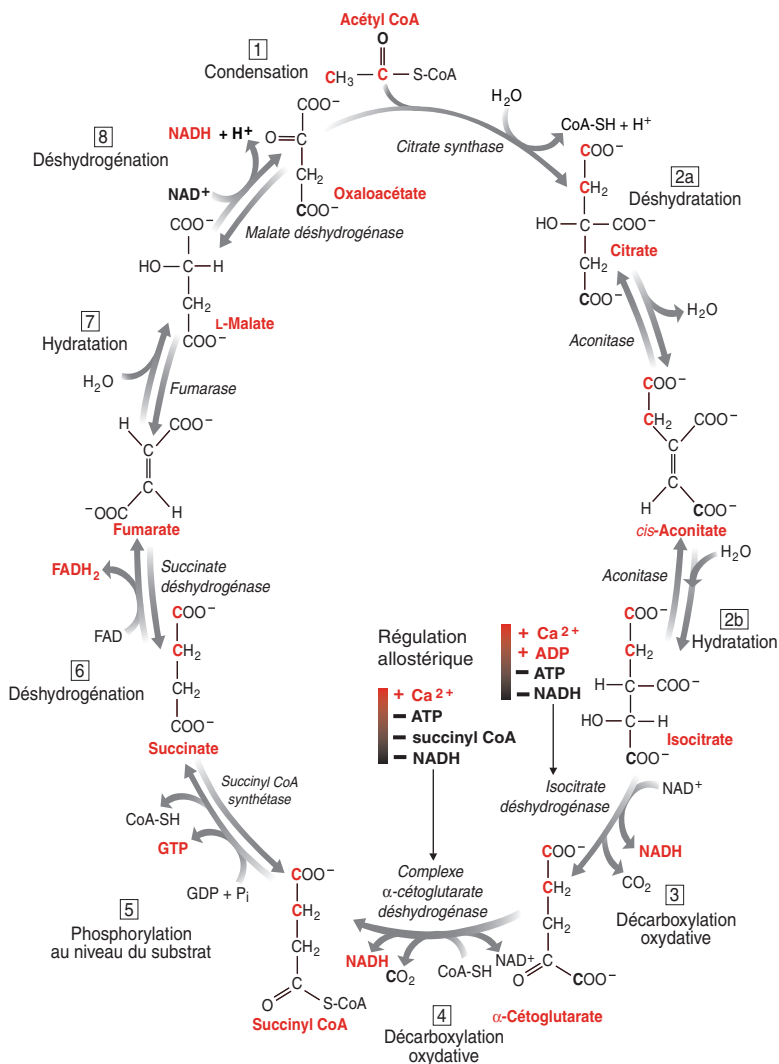 Acétyl CoA
O
CH₃ C S-CoA
1
Condensation
H₂O
CoA-SH + H⁺
Citrate synthase
COO⁻
O C
CH₂
COO⁻
Oxaloacétate
8
Déshydrogénation
NADH + H⁺
NAD⁺
Malate déshydrogénase
COO⁻
CH₂
HO C COO⁻
CH₂
COO⁻
Citrate
2a
Déshydratation
H₂O
Aconitase
COO⁻
HO C H
CH₂
COO⁻
L-Malate
7
Hydratation
H₂O
Fumarase
COO⁻
CH₂
C COO⁻
C
H COO⁻
cis-Aconitate
H₂O
Aconitase
2b
Hydratation
H COO⁻
C
C
⁻OOC H
Fumarate
FADH₂
Succinate
déshydrogénase
FAD
6
Déshydrogénation
COO⁻
CH₂
CH₂
COO⁻
Succinate
Régulation
allostérique
+ Ca²⁺
− ATP
− succinyl CoA
− NADH
+ Ca²⁺
+ ADP
− ATP
− NADH
COO⁻
CH₂
H C COO⁻
HO C H
COO⁻
Isocitrate
Isocitrate
déshydrogénase
NAD⁺
NADH
CO₂
3
Décarboxylation
oxydative
Succinyl CoA
synthétase
CoA-SH
GTP
GDP + Pi
5
Phosphorylation
au niveau du substrat
COO⁻
CH₂
CH₂
C
O S-CoA
Succinyl CoA
Complexe
α-cétoglutarate
déshydrogénase
NADH
CO₂
CoA-SH
NAD⁺
4
Décarboxylation
oxydative
COO⁻
CH₂
CH₂
C
O COO⁻
α-Cétoglutarate